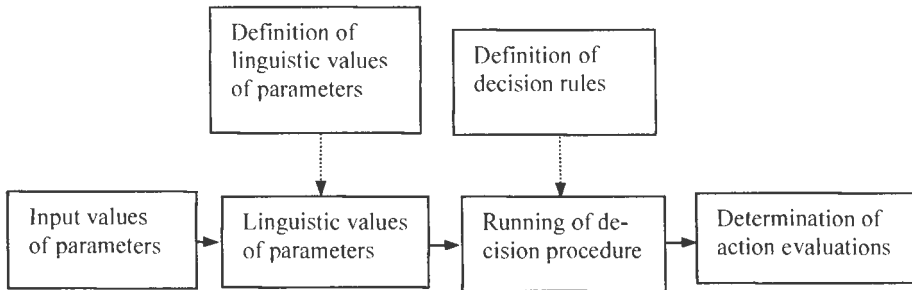 Definition of
linguistic values
of parameters
Definition of
decision rules
Input values
of parameters
Linguistic values
of parameters
Running of de-
cision procedure
Determination of
action evaluations